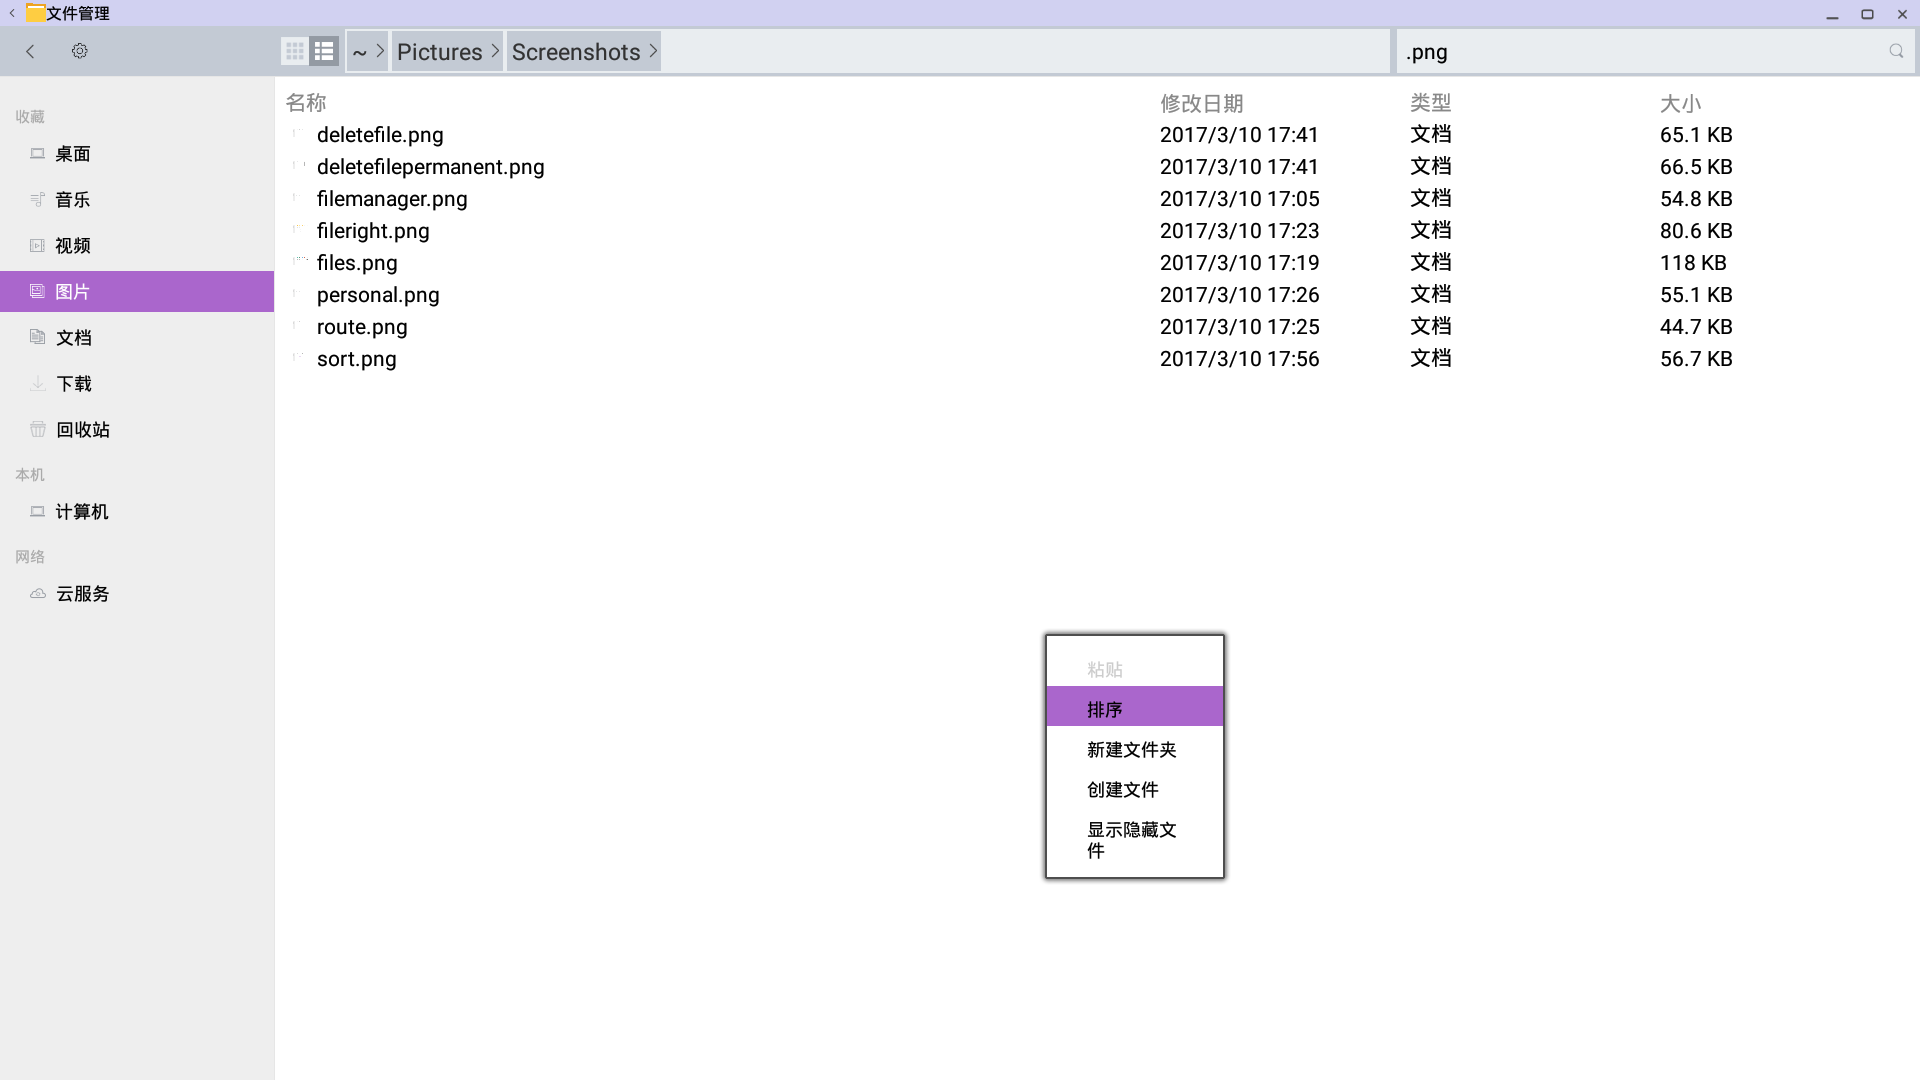 文件管理
~ Pictures Screenshots .png
名称 修改日期 类型 大小
deletefile.png 2017/3/10 17:41 文档 65.1 KB
deletefilepermanent.png 2017/3/10 17:41 文档 66.5 KB
filemanager.png 2017/3/10 17:05 文档 54.8 KB
fileright.png 2017/3/10 17:23 文档 80.6 KB
files.png 2017/3/10 17:19 文档 118 KB
personal.png 2017/3/10 17:26 文档 55.1 KB
route.png 2017/3/10 17:25 文档 44.7 KB
sort.png 2017/3/10 17:56 文档 56.7 KB
收藏
桌面
音乐
视频
图片
文档
下载
回收站
本机
计算机
网络
云服务
粘贴
排序
新建文件夹
创建文件
显示隐藏文
件